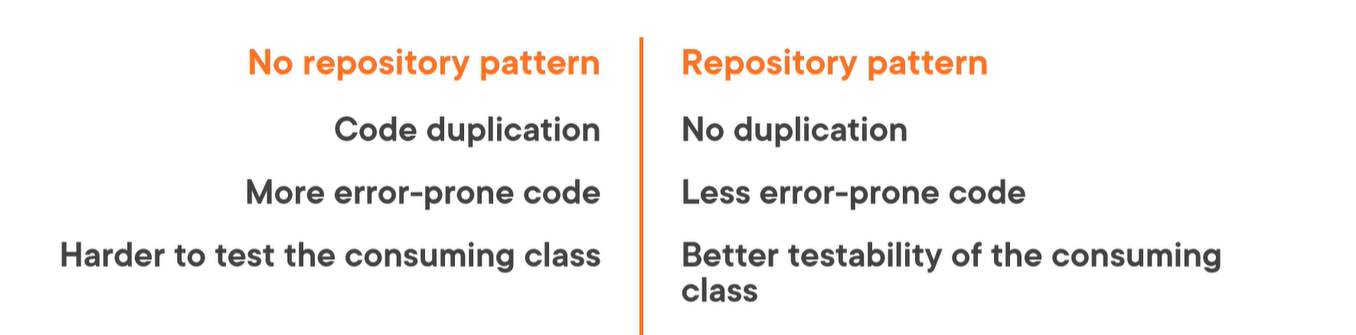 No repository pattern
Code duplication
More error-prone code
Harder to test the consuming class
Repository pattern
No duplication
Less error-prone code
Better testability of the consuming
class